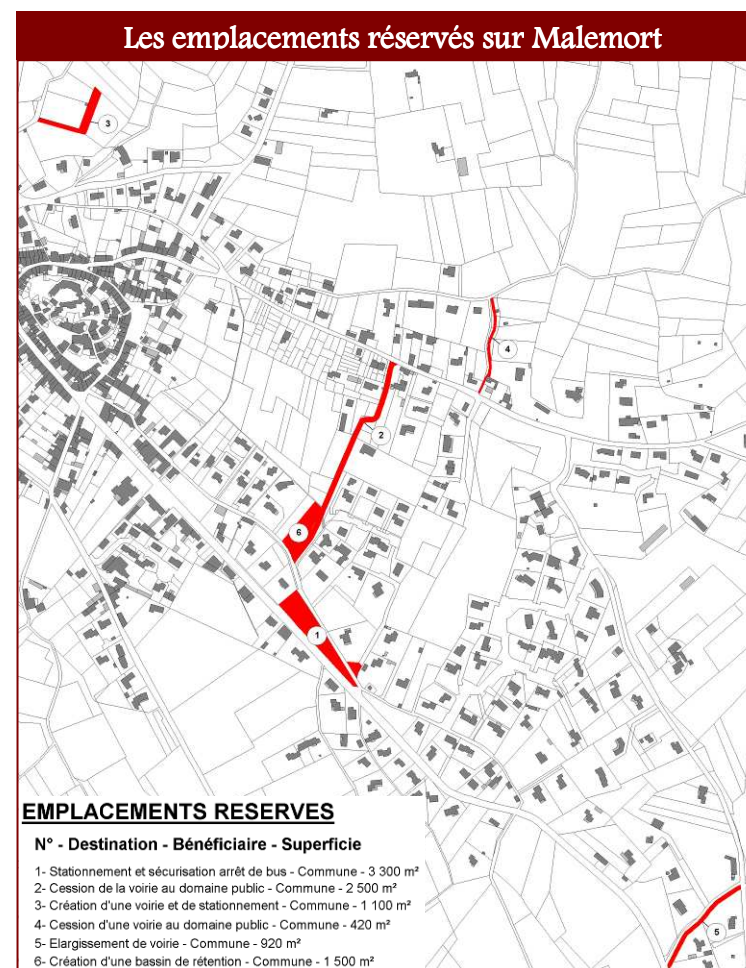 Les emplacements réservés sur Malemort
3
4
2
6
1
5
EMPLACEMENTS RESERVES
N° - Destination - Bénéficiaire - Superficie
1- Stationnement et sécurisation arrêt de bus - Commune - 3 300 m²
2- Cession de la voirie au domaine public - Commune - 2 500 m²
3- Création d'une voirie et de stationnement - Commune - 1 100 m²
4- Cession d'une voirie au domaine public - Commune - 420 m²
5- Elargissement de voirie - Commune - 920 m²
6- Création d'une bassin de rétention - Commune - 1 500 m²